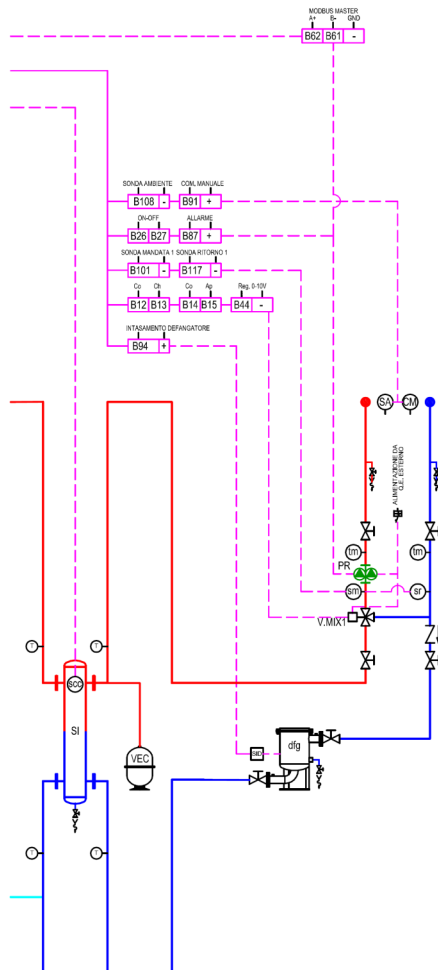 MODBUS MASTER
A+ B- GND
B62 B61 -
SONDA AMBIENTE COM. MANUALE
B108 - B91 +
ON-OFF ALLARME
B26 B27 B87 +
SONDA MANDATA 1 SONDA RITORNO 1
B101 - B117 -
Co Ch Co Ap Reg. 0-10V
B12 B13 B14 B15 B44 -
INTASAMENTO DEFANGATORE
B94 +
SA CM
ALIMENTAZIONE DA
Q.E. ESTERNO
tm tm
PR
sm sr
V.MIX1
T T
scc
SI
dfg
VEC
T T